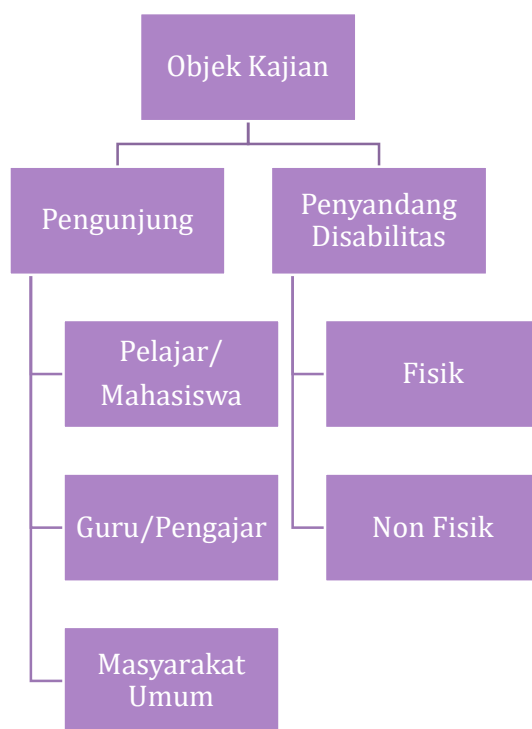 Objek Kajian
Pengunjung
Penyandang
Disabilitas
Pelajar/
Mahasiswa
Fisik
Guru/Pengajar
Non Fisik
Masyarakat
Umum